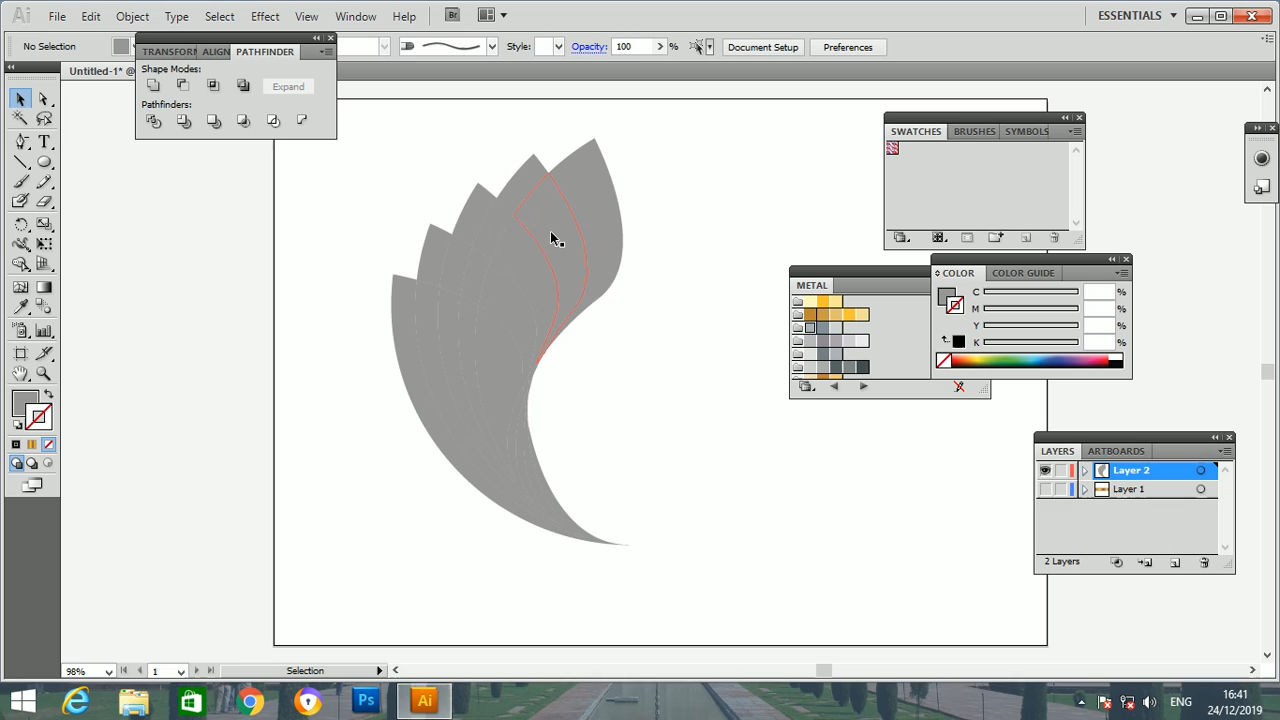 Ai File Edit Object Type Select Effect View Window Help Br ESSENTIALS
No Selection Style: Opacity: 100 % Document Setup Preferences
TRANSFORM ALIGN PATHFINDER
Untitled-1* @
Shape Modes:
Expand
Pathfinders:
SWATCHES BRUSHES SYMBOLS
METAL
COLOR COLOR GUIDE
C %
M %
Y %
K %
LAYERS ARTBOARDS
Layer 2
Layer 1
2 Layers
98% 1 Selection
Ps Ai ENG 16:41
24/12/2019